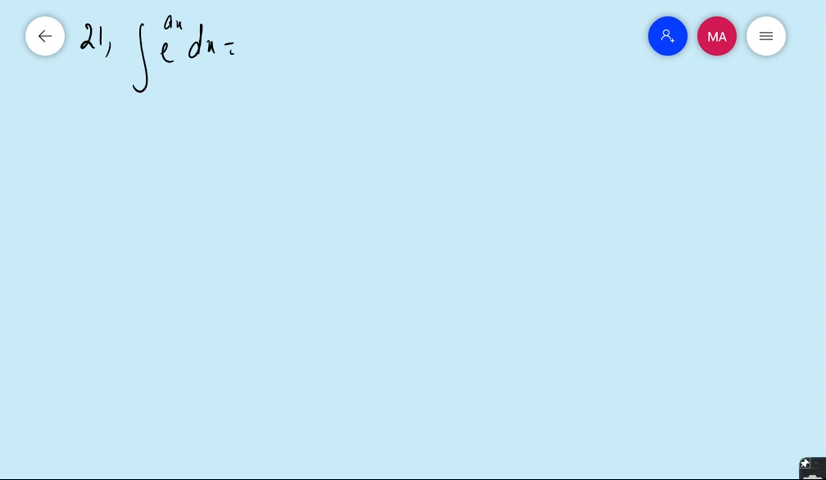 21, ∫ e^{ax} dx =
MA